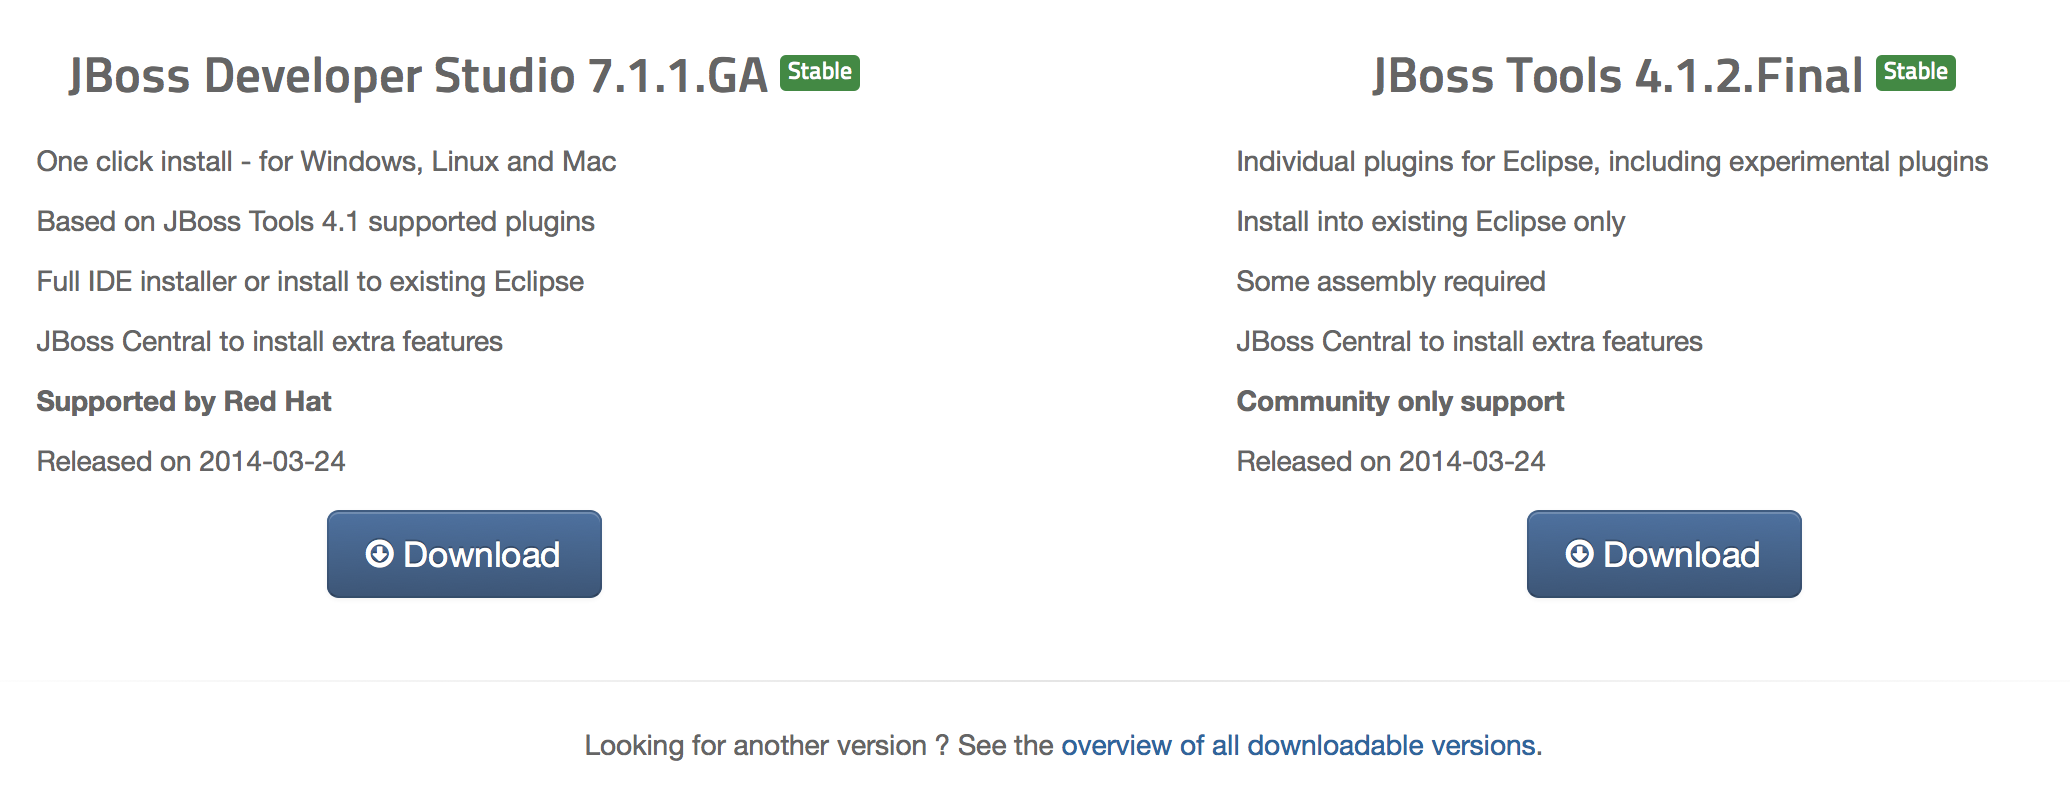 JBoss Developer Studio 7.1.1.GA Stable
One click install - for Windows, Linux and Mac
Based on JBoss Tools 4.1 supported plugins
Full IDE installer or install to existing Eclipse
JBoss Central to install extra features
Supported by Red Hat
Released on 2014-03-24
Download
JBoss Tools 4.1.2.Final Stable
Individual plugins for Eclipse, including experimental plugins
Install into existing Eclipse only
Some assembly required
JBoss Central to install extra features
Community only support
Released on 2014-03-24
Download
Looking for another version ? See the overview of all downloadable versions.